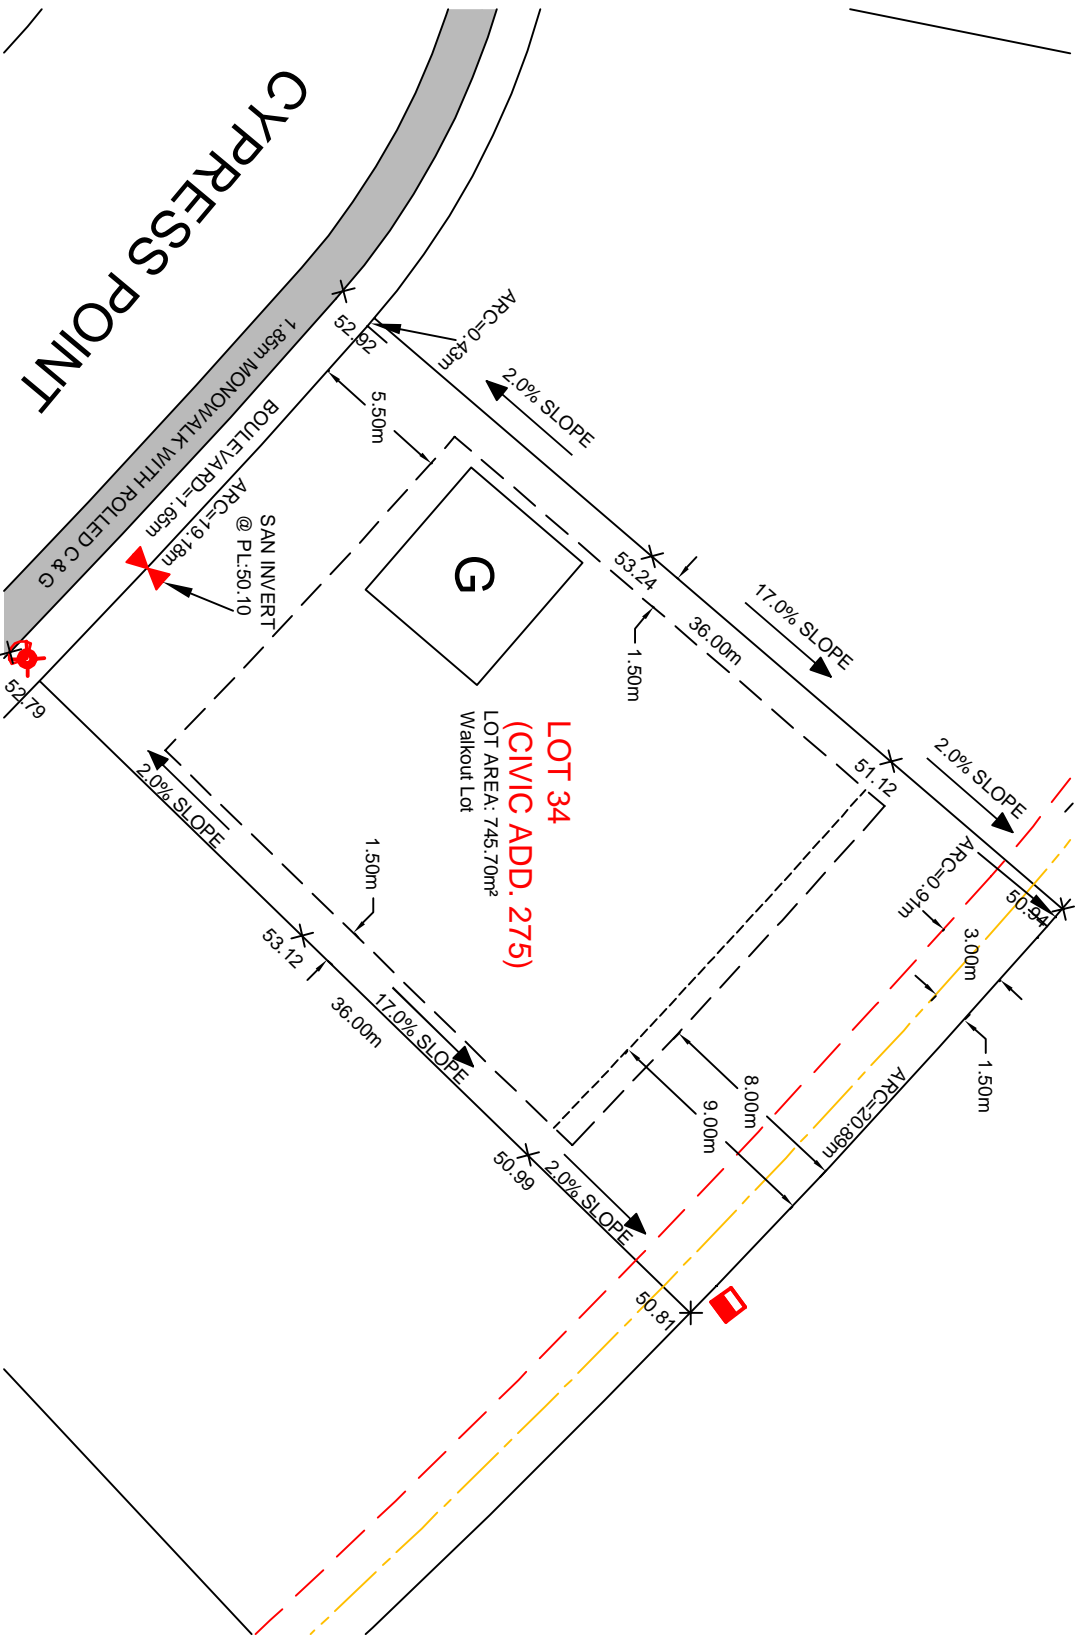 CYPRESS POINT
1.85m MONOWALK WITH ROLLED C & G
BOULEVARD=1.65m
ARC=19.18m
SAN INVERT
@ PL:50.10
52.92
52.79
ARC=0.43m
5.50m
2.0% SLOPE
G
53.24
36.00m
1.50m
17.0% SLOPE
LOT 34
(CIVIC ADD. 275)
LOT AREA: 745.70m²
Walkout Lot
51.12
2.0% SLOPE
ARC=0.91m
50.94
3.00m
1.50m
ARC=20.89m
8.00m
9.00m
2.0% SLOPE
1.50m
53.12
36.00m
17.0% SLOPE
50.99
2.0% SLOPE
50.81